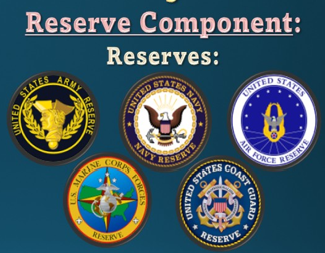 Reserve Component:
Reserves:
UNITED STATES ARMY RESERVE
UNITED STATES NAVY
NAVY RESERVE
UNITED STATES
AIR FORCE RESERVE
U.S. MARINE CORPS FORCES
RESERVE
UNITED STATES COAST GUARD
RESERVE